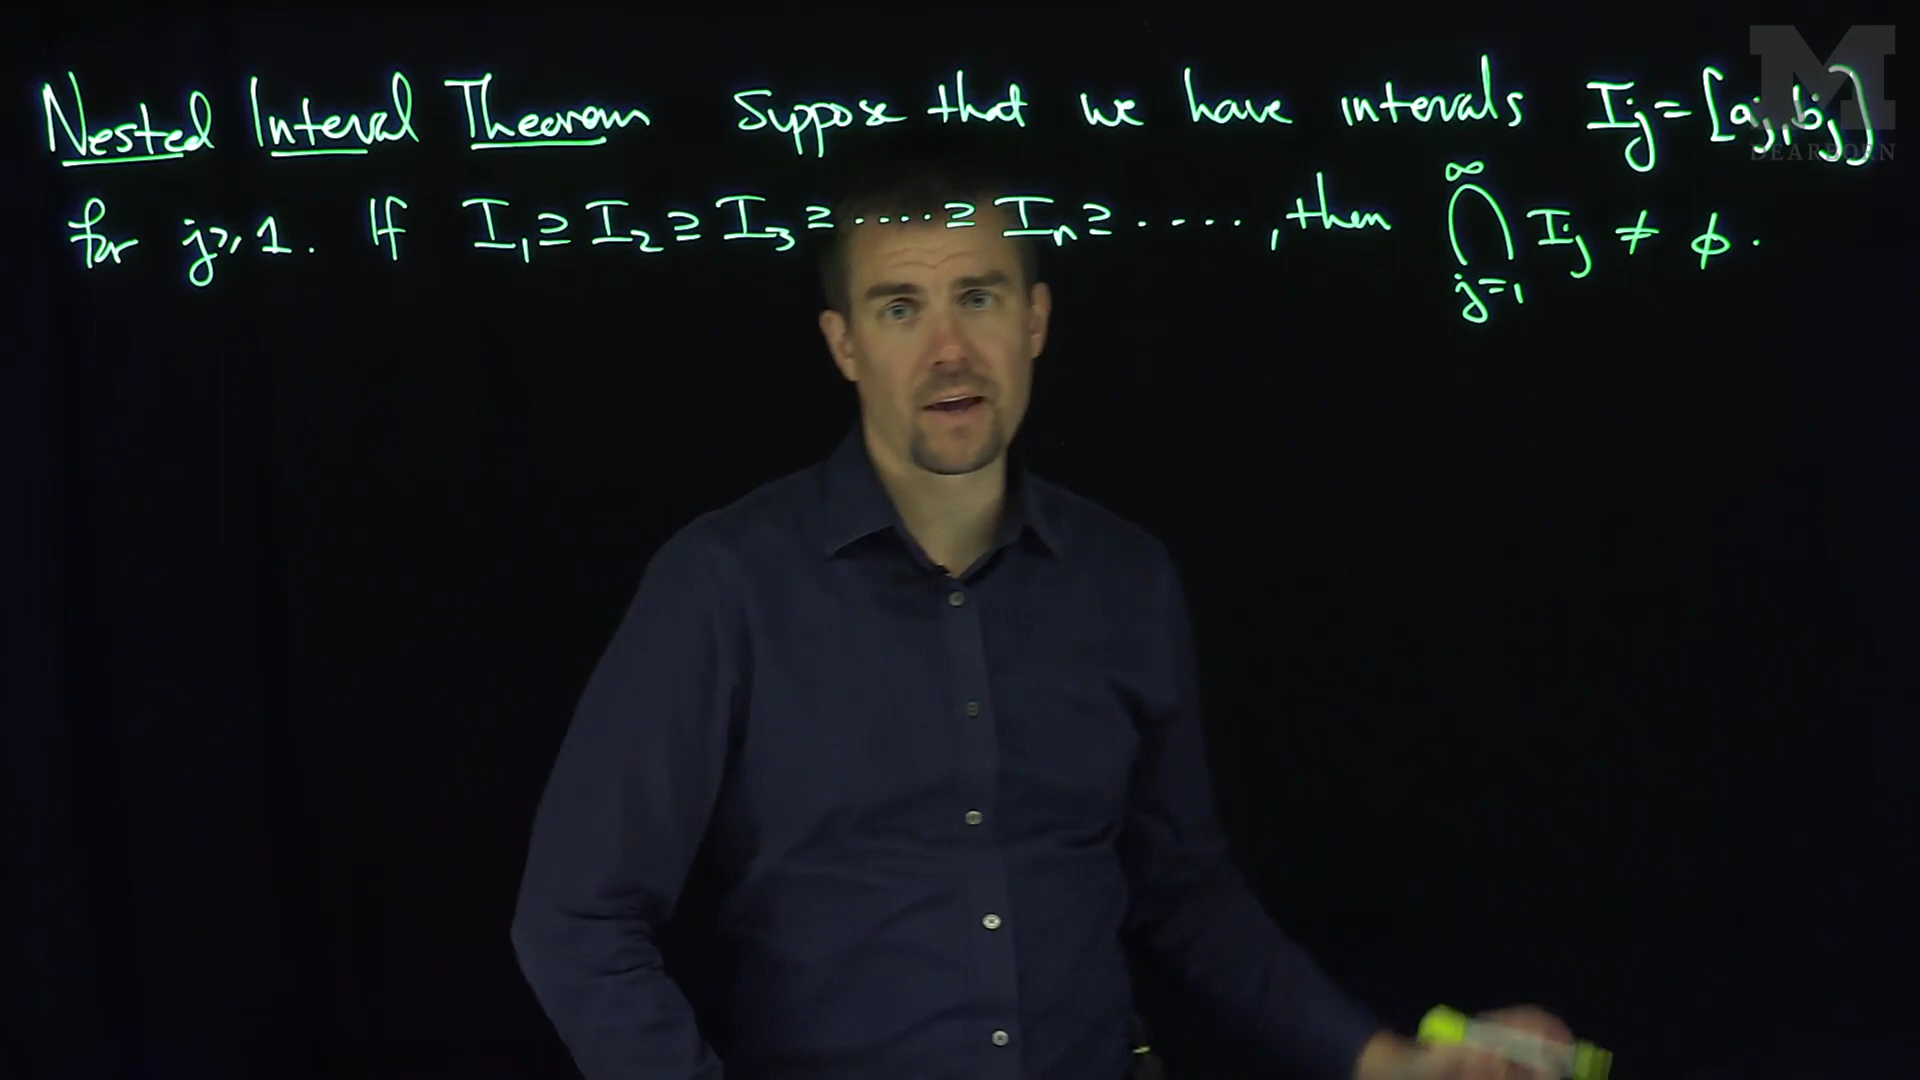 Nested Interval Theorem Suppose that we have intervals Ij = [aj, bj]
for j ≥ 1. If I1 ⊇ I2 ⊇ I3 ⊇ ····⊇ In ⊇ ·····, then ∞⋂j=1 Ij ≠ ϕ.
M
DEARBORN